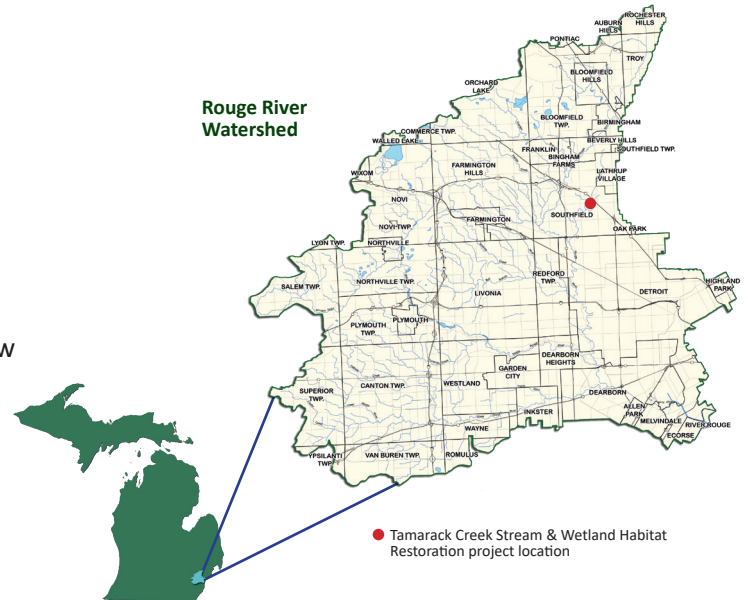 ROCHESTER
HILLS
AUBURN
HILLS
PONTIAC
TROY
BLOOMFIELD
HILLS
ORCHARD
LAKE
Rouge River
Watershed
BLOOMFIELD
TWP.
BIRMINGHAM
COMMERCE TWP.
WALLED LAKE
BEVERLY HILLS
SOUTHFIELD TWP.
FRANKLIN
BINGHAM
FARMS
FARMINGTON
HILLS
LATHRUP
VILLAGE
WIXOM
NOVI
SOUTHFIELD
FARMINGTON
NOVI TWP.
OAK PARK
LYON TWP.
NORTHVILLE
REDFORD
TWP.
SALEM TWP.
NORTHVILLE TWP.
HIGHLAND
PARK
LIVONIA
DETROIT
PLYMOUTH
TWP.
PLYMOUTH
W
DEARBORN
HEIGHTS
GARDEN
CITY
SUPERIOR
TWP.
CANTON TWP.
WESTLAND
DEARBORN
ALLEN
PARK
INKSTER
MELVINDALE
RIVER ROUGE
WAYNE
ECORSE
YPSILANTI
TWP.
VAN BUREN TWP.
ROMULUS
Tamarack Creek Stream & Wetland Habitat
Restoration project location